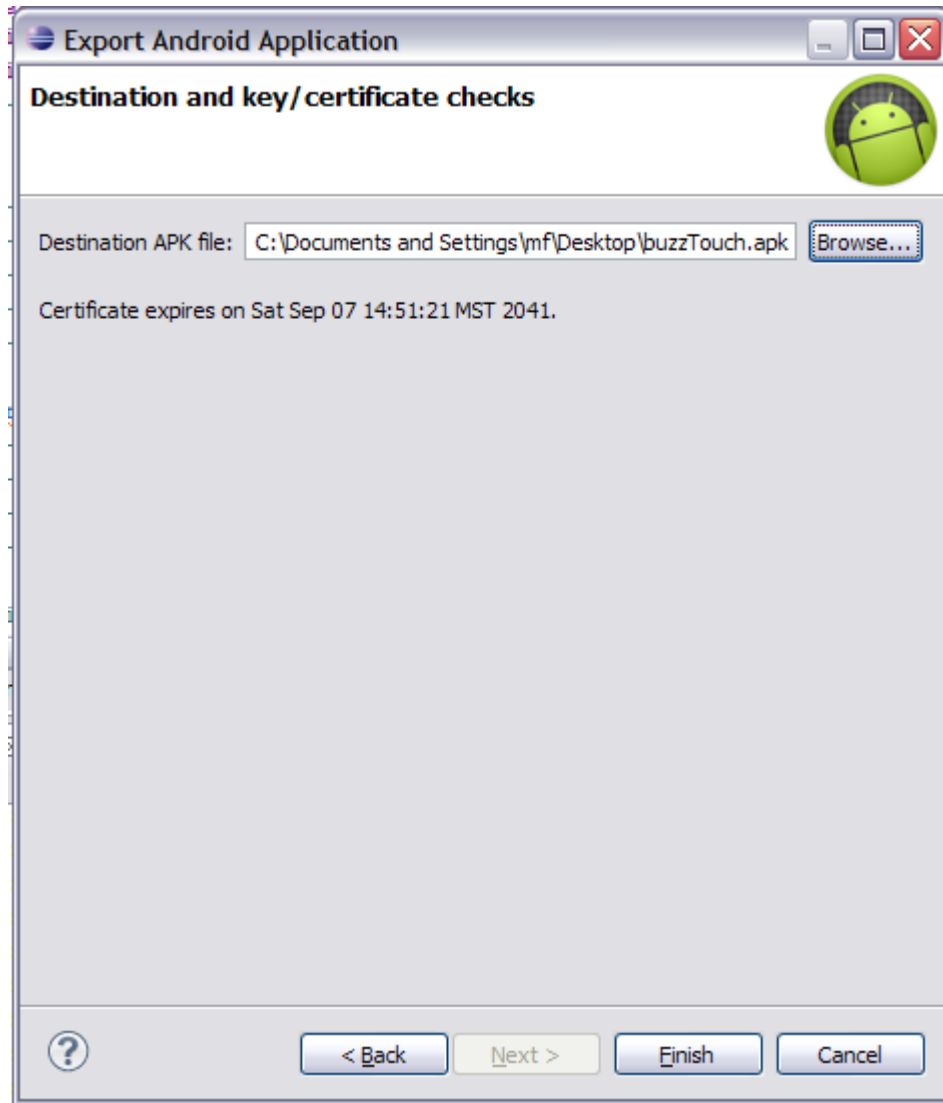 Export Android Application
Destination and key/certificate checks
Destination APK file: C:\Documents and Settings\mf\Desktop\buzzTouch.apk Browse...
Certificate expires on Sat Sep 07 14:51:21 MST 2041.
? < Back Next > Finish Cancel